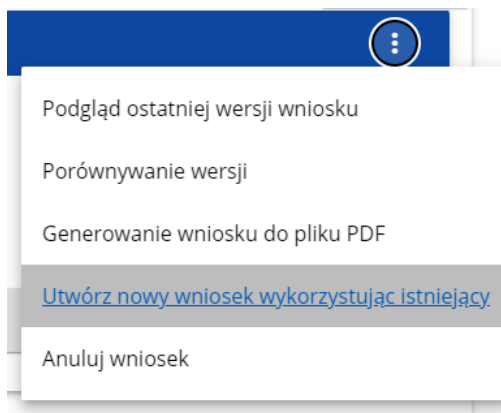 Podgląd ostatniej wersji wniosku
Porównywanie wersji
Generowanie wniosku do pliku PDF
Utwórz nowy wniosek wykorzystując istniejący
Anuluj wniosek